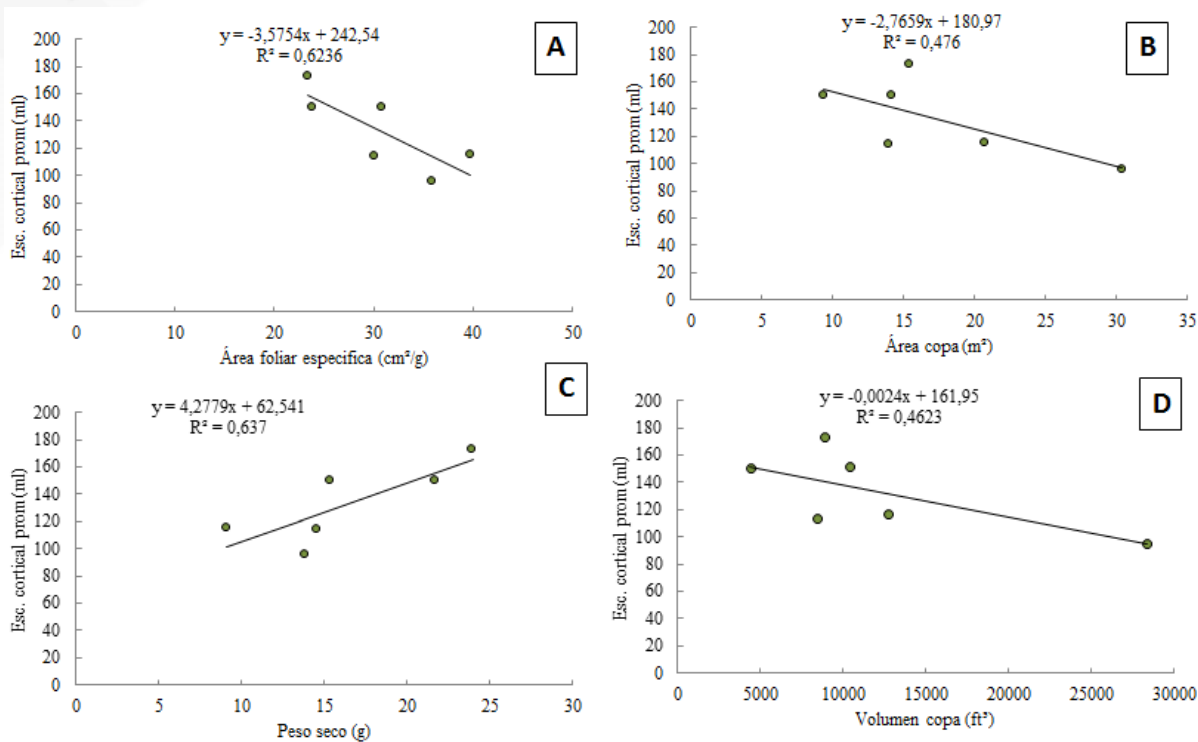 y = -3,5754x + 242,54
R² = 0,6236
A
Esc. cortical prom (ml)
200
180
160
140
120
100
80
60
40
20
0
0 10 20 30 40 50
Área foliar especifica (cm²/g)
y = -2,7659x + 180,97
R² = 0,476
B
Esc. cortical prom (ml)
200
180
160
140
120
100
80
60
40
20
0
0 5 10 15 20 25 30 35
Área copa (m²)
C
y = 4,2779x + 62,541
R² = 0,637
Esc. cortical prom (ml)
200
180
160
140
120
100
80
60
40
20
0
0 5 10 15 20 25 30
Peso seco (g)
y = -0,0024x + 161,95
R² = 0,4623
D
Esc. cortical prom (ml)
200
180
160
140
120
100
80
60
40
20
0
0 5000 10000 15000 20000 25000 30000
Volumen copa (ft³)